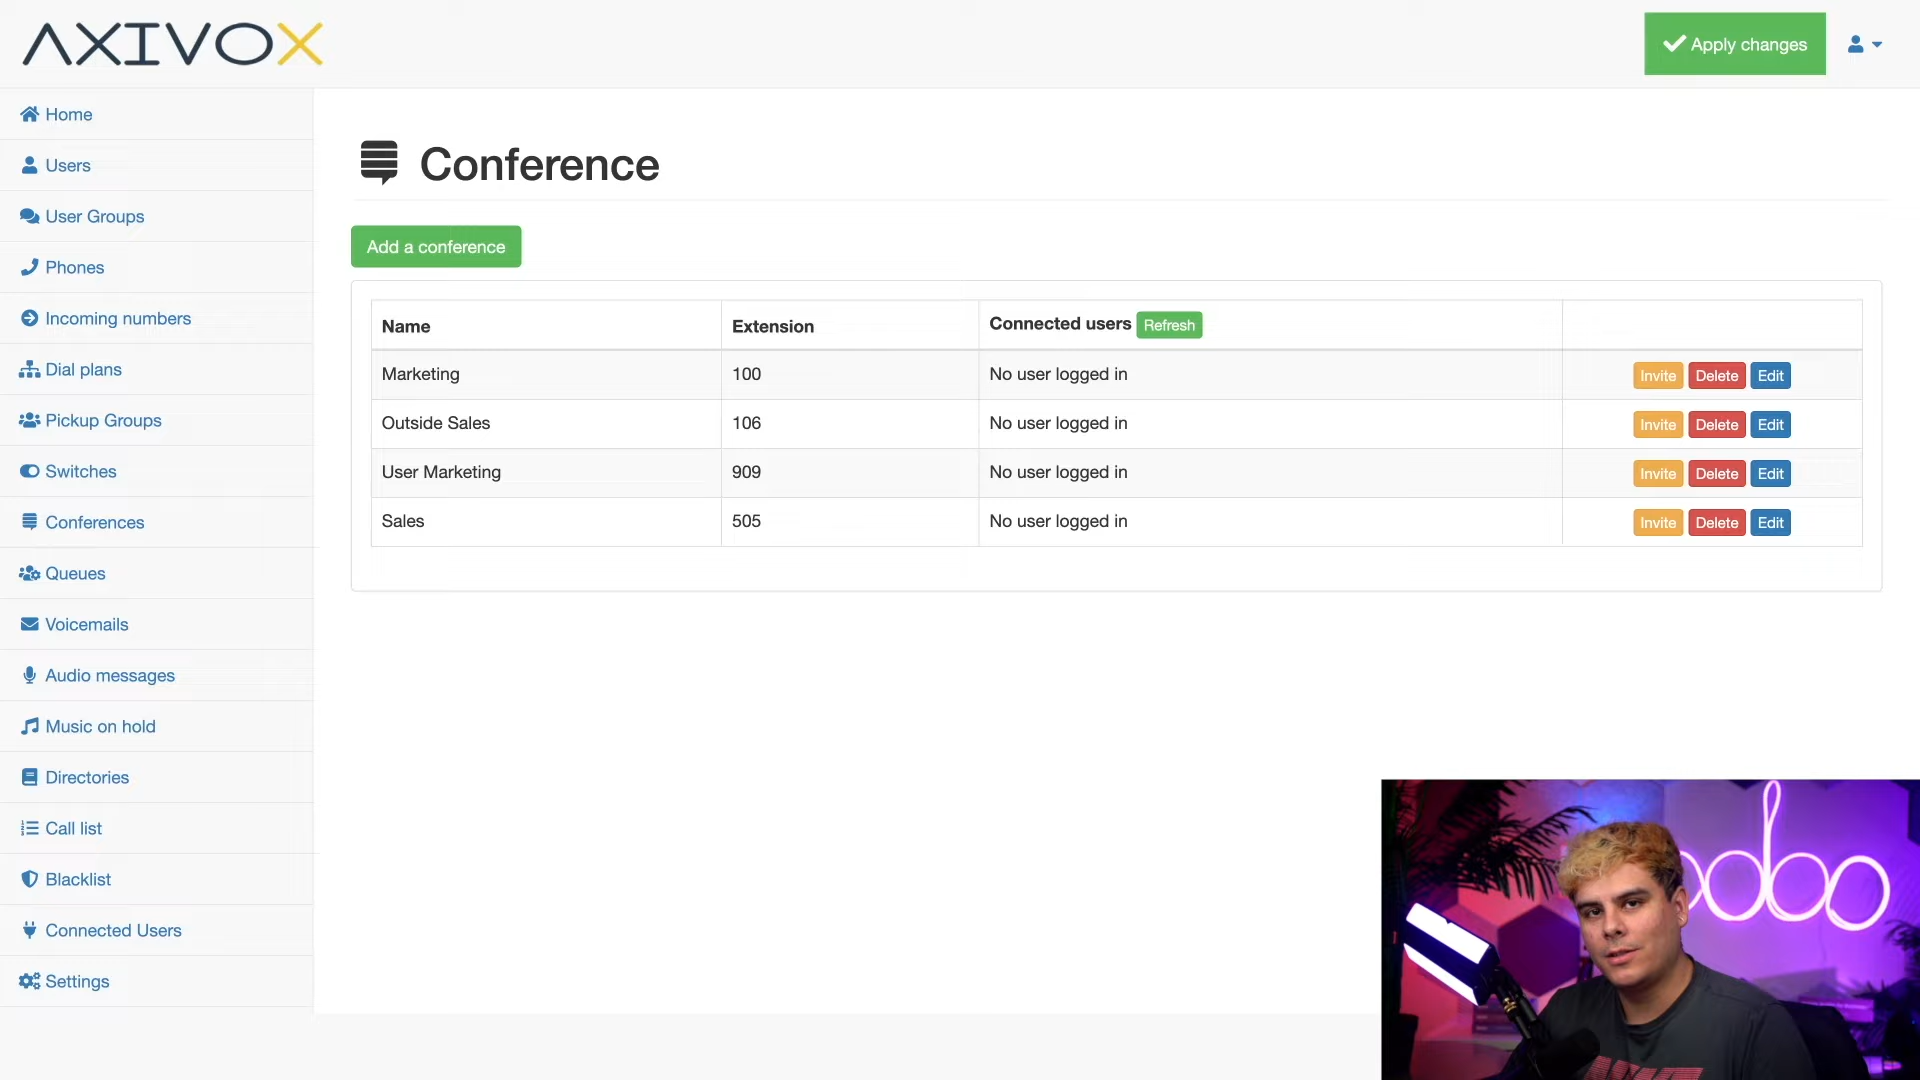 AXIVOX
Apply changes
Home
Users
User Groups
Phones
Incoming numbers
Dial plans
Pickup Groups
Switches
Conferences
Queues
Voicemails
Audio messages
Music on hold
Directories
Call list
Blacklist
Connected Users
Settings
Conference
Add a conference
Name Extension Connected users Refresh
Marketing 100 No user logged in Invite Delete Edit
Outside Sales 106 No user logged in Invite Delete Edit
User Marketing 909 No user logged in Invite Delete Edit
Sales 505 No user logged in Invite Delete Edit
odoo